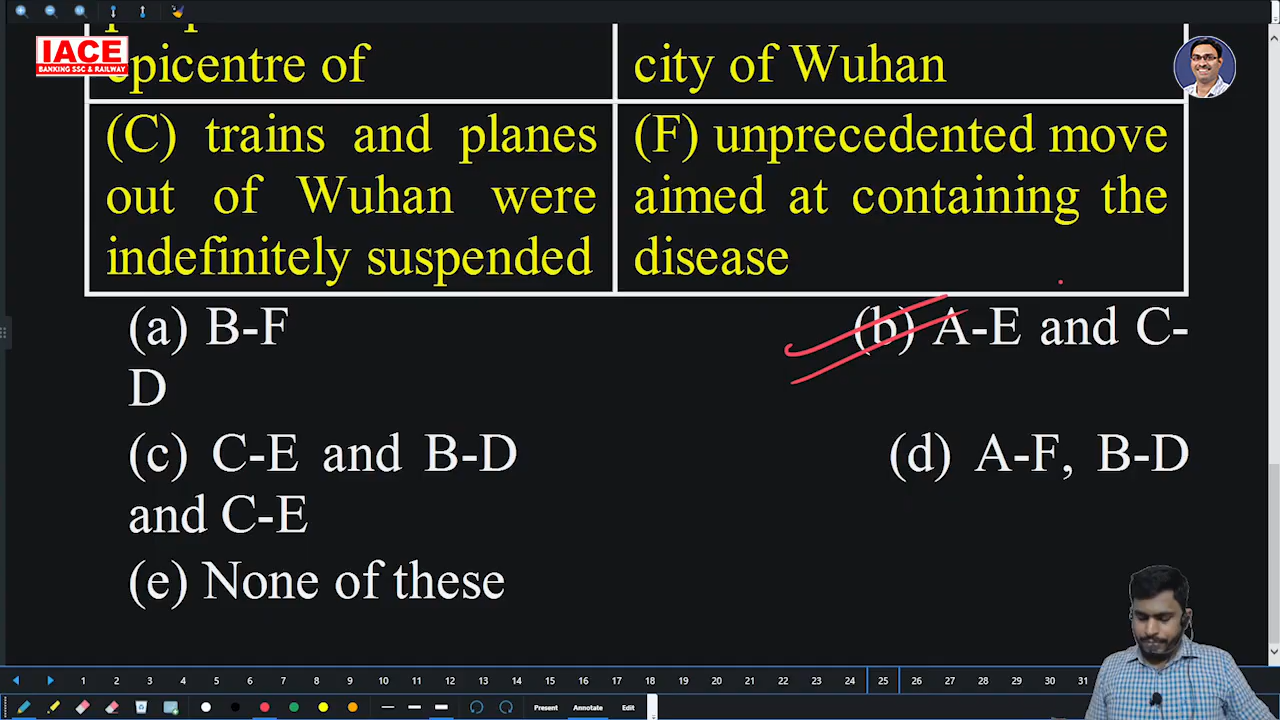 IACE
BANKING SSC & RAILWAY
epicentre of
city of Wuhan
(C) trains and planes
out of Wuhan were
indefinitely suspended
(F) unprecedented move
aimed at containing the
disease
(a) B-F
(b) A-E and C-
D
(c) C-E and B-D
(d) A-F, B-D
and C-E
(e) None of these
1 2 3 4 5 6 7 8 9 10 11 12 13 14 15 16 17 18 19 20 21 22 23 24 25 26 27 28 29 30 31
Present Annotate Edit